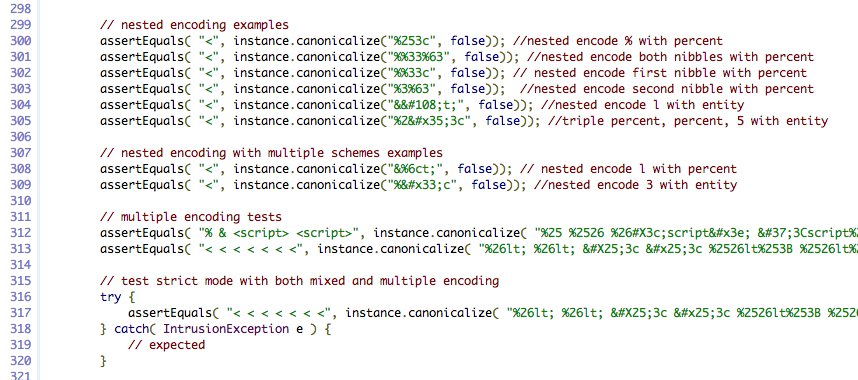 298
299 // nested encoding examples
300 assertEquals( "<", instance.canonicalize("%253c", false)); //nested encode % with percent
301 assertEquals( "<", instance.canonicalize("%%33%63", false)); //nested encode both nibbles with percent
302 assertEquals( "<", instance.canonicalize("%%33c", false)); // nested encode first nibble with percent
303 assertEquals( "<", instance.canonicalize("%3%63", false)); //nested encode second nibble with percent
304 assertEquals( "<", instance.canonicalize("&&#108;t;", false)); //nested encode l with entity
305 assertEquals( "<", instance.canonicalize("%2&#x35;3c", false)); //triple percent, percent, 5 with entity
306
307 // nested encoding with multiple schemes examples
308 assertEquals( "<", instance.canonicalize("&%6ct;", false)); // nested encode l with percent
309 assertEquals( "<", instance.canonicalize("%&#x33;c", false)); //nested encode 3 with entity
310
311 // multiple encoding tests
312 assertEquals( "% & <script> <script>", instance.canonicalize( "%25 %2526 %26#X3c;script&#x3e; &#37;3Cscript%2
313 assertEquals( "< < < < < < <", instance.canonicalize( "%26lt; %26lt; &#X25;3c &#x25;3c %2526lt%253B %2526lt%2
314
315 // test strict mode with both mixed and multiple encoding
316 try {
317 assertEquals( "< < < < < < <", instance.canonicalize( "%26lt; %26lt; &#X25;3c &#x25;3c %2526lt%253B %252
318 } catch( IntrusionException e ) {
319 // expected
320 }
321